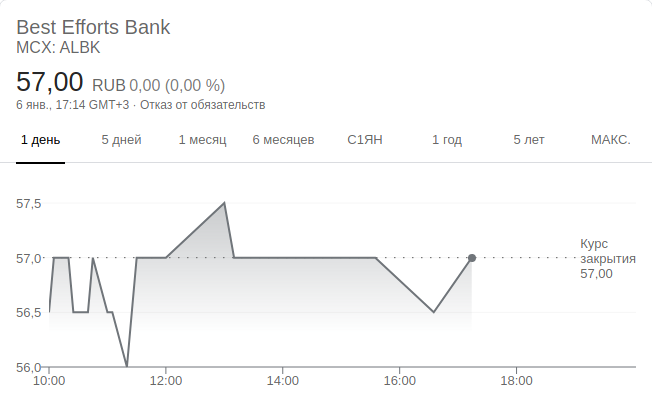 Best Efforts Bank
MCX: ALBK
57,00 RUB 0,00 (0,00 %)
6 янв., 17:14 GMT+3 · Отказ от обязательств
1 день 5 дней 1 месяц 6 месяцев С1ЯН 1 год 5 лет МАКС.
57,5
57,0
56,5
56,0
Курс
закрытия
57,00
10:00 12:00 14:00 16:00 18:00